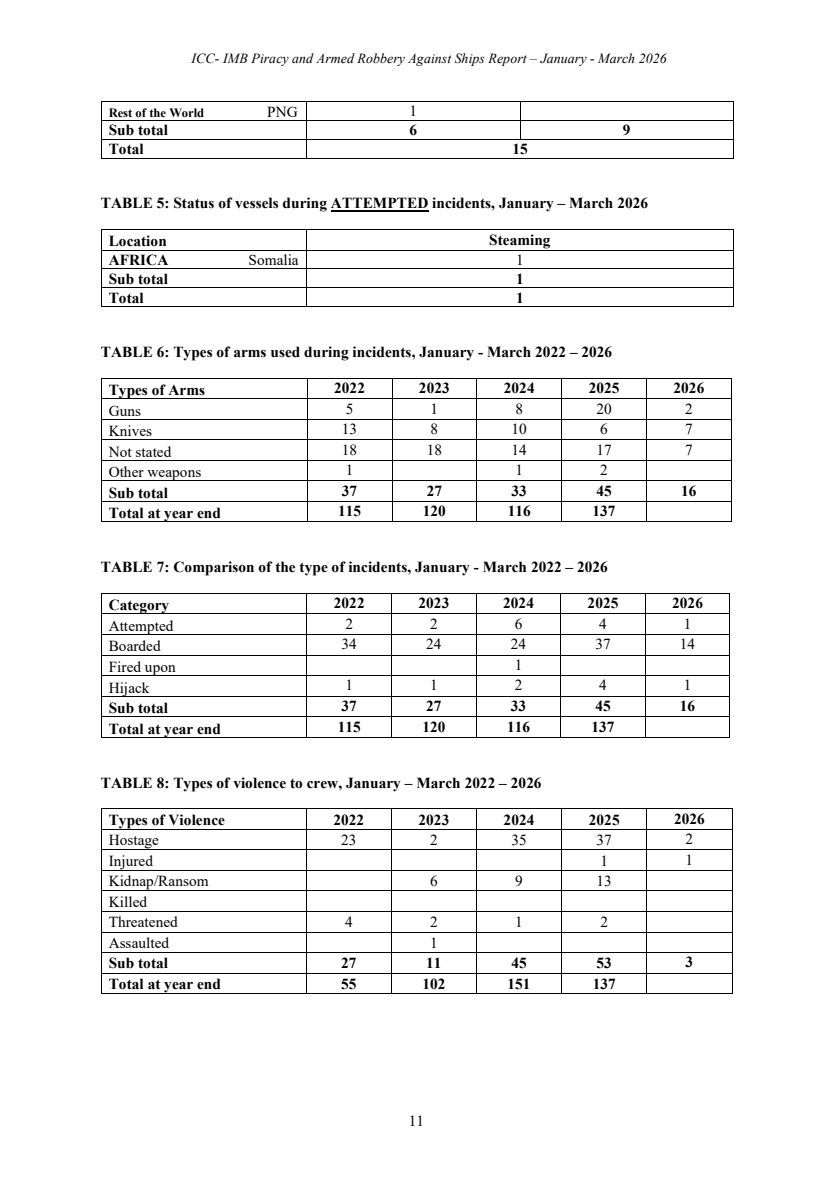 ICC- IMB Piracy and Armed Robbery Against Ships Report – January - March 2026
Rest of the World PNG 1
Sub total 6 9
Total 15
TABLE 5: Status of vessels during ATTEMPTED incidents, January – March 2026
Location Steaming
AFRICA Somalia 1
Sub total 1
Total 1
TABLE 6: Types of arms used during incidents, January - March 2022 – 2026
Types of Arms 2022 2023 2024 2025 2026
Guns 5 1 8 20 2
Knives 13 8 10 6 7
Not stated 18 18 14 17 7
Other weapons 1 1 2
Sub total 37 27 33 45 16
Total at year end 115 120 116 137
TABLE 7: Comparison of the type of incidents, January - March 2022 – 2026
Category 2022 2023 2024 2025 2026
Attempted 2 2 6 4 1
Boarded 34 24 24 37 14
Fired upon 1
Hijack 1 1 2 4 1
Sub total 37 27 33 45 16
Total at year end 115 120 116 137
TABLE 8: Types of violence to crew, January – March 2022 – 2026
Types of Violence 2022 2023 2024 2025 2026
Hostage 23 2 35 37 2
Injured 1 1
Kidnap/Ransom 6 9 13
Killed
Threatened 4 2 1 2
Assaulted 1
Sub total 27 11 45 53 3
Total at year end 55 102 151 137
11